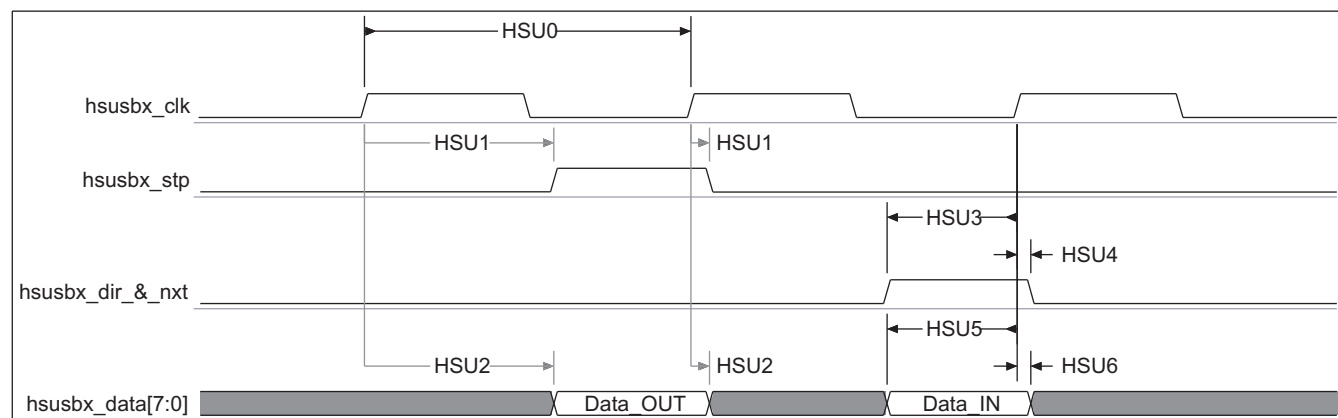 HSU0
hsusbx_clk
HSU1 HSU1
hsusbx_stp
HSU3
HSU4
hsusbx_dir_&_nxt
HSU5
HSU2 HSU2 HSU6
hsusbx_data[7:0] Data_OUT Data_IN